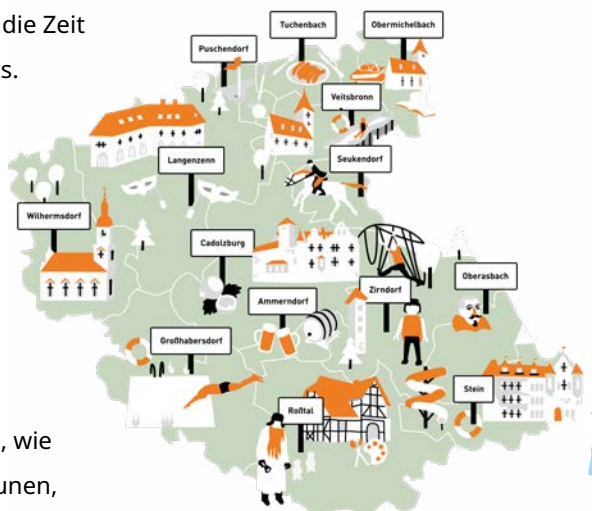 die Zeit
s.
Tuchenbach
Obermichelbach
Puschendorf
Veitsbronn
Langenzenn
Seukendorf
Wilhermsdorf
Cadolzburg
Oberasbach
Zirndorf
Ammerndorf
Großhabersdorf
Stein
Roßtal
, wie
unen,